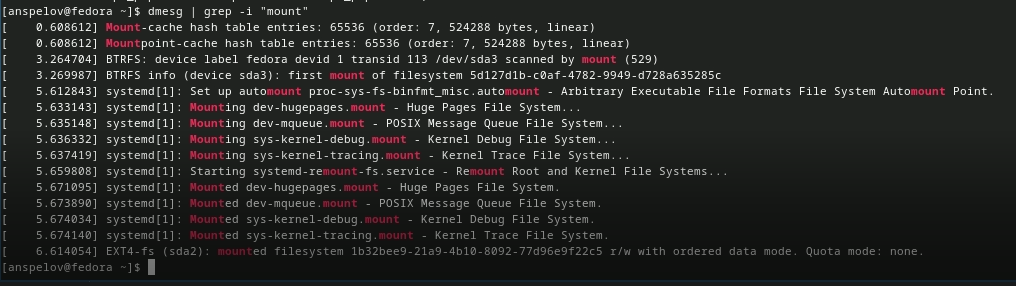 [anspelov@fedora ~]$ dmesg | grep -i "mount"
[    0.608612] Mount-cache hash table entries: 65536 (order: 7, 524288 bytes, linear)
[    0.608612] Mountpoint-cache hash table entries: 65536 (order: 7, 524288 bytes, linear)
[    3.264704] BTRFS: device label fedora devid 1 transid 113 /dev/sda3 scanned by mount (529)
[    3.269987] BTRFS info (device sda3): first mount of filesystem 5d127d1b-c0af-4782-9949-d728a635285c
[    5.612843] systemd[1]: Set up automount proc-sys-fs-binfmt_misc.automount - Arbitrary Executable File Formats File System Automount Point.
[    5.633143] systemd[1]: Mounting dev-hugepages.mount - Huge Pages File System...
[    5.635148] systemd[1]: Mounting dev-mqueue.mount - POSIX Message Queue File System...
[    5.636332] systemd[1]: Mounting sys-kernel-debug.mount - Kernel Debug File System...
[    5.637419] systemd[1]: Mounting sys-kernel-tracing.mount - Kernel Trace File System...
[    5.659808] systemd[1]: Starting systemd-remount-fs.service - Remount Root and Kernel File Systems...
[    5.671095] systemd[1]: Mounted dev-hugepages.mount - Huge Pages File System.
[    5.673890] systemd[1]: Mounted dev-mqueue.mount - POSIX Message Queue File System.
[    5.674034] systemd[1]: Mounted sys-kernel-debug.mount - Kernel Debug File System.
[    5.674140] systemd[1]: Mounted sys-kernel-tracing.mount - Kernel Trace File System.
[    6.614054] EXT4-fs (sda2): mounted filesystem 1b32bee9-21a9-4b10-8092-77d96e9f22c5 r/w with ordered data mode. Quota mode: none.
[anspelov@fedora ~]$